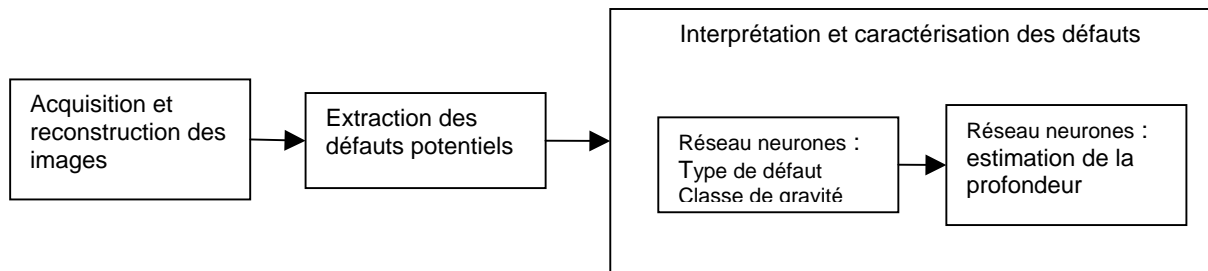 Interprétation et caractérisation des défauts
Acquisition et
reconstruction des
images
Extraction des
défauts potentiels
Réseau neurones :
Type de défaut
Classe de gravité
Réseau neurones :
estimation de la
profondeur